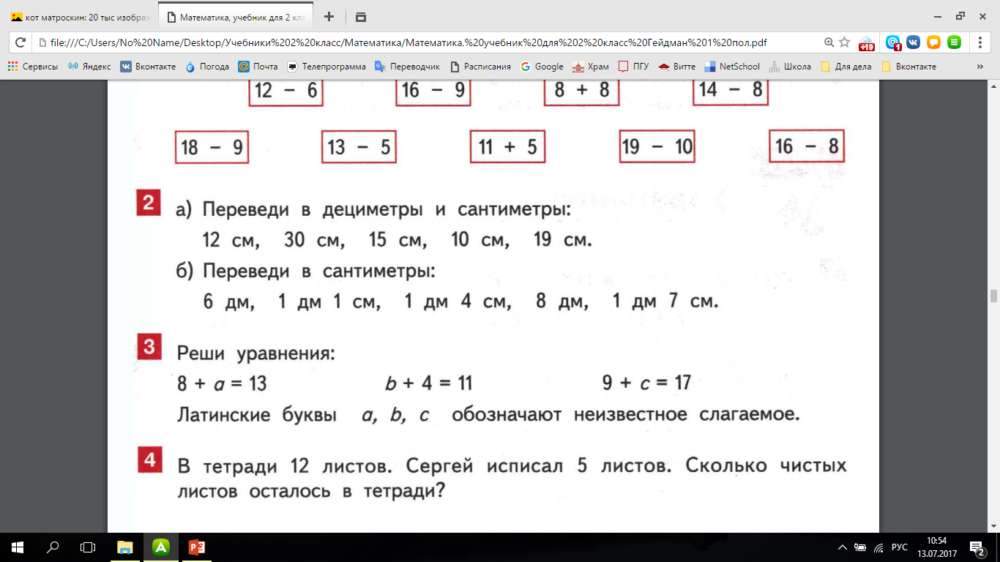 кот матроскин: 20 тыс изображ
Математика, учебник для 2 кла
file:///C:/Users/No%20Name/Desktop/Учебники%202%20класс/Математика/Математика,%20учебник%20для%202%20класс%20Гейдман%201%20пол.pdf
+19
1
Сервисы Яндекс Вконтакте Погода Почта Телепрограмма Переводчик Расписания Google Храм ПГУ Витте NetSchool Школа Для дела Вконтакте »
12 – 6 16 – 9 8 + 8 14 – 8
18 – 9 13 – 5 11 + 5 19 – 10 16 – 8
2 а) Переведи в дециметры и сантиметры:
12 см, 30 см, 15 см, 10 см, 19 см.
б) Переведи в сантиметры:
6 дм, 1 дм 1 см, 1 дм 4 см, 8 дм, 1 дм 7 см.
3 Реши уравнения:
8 + a = 13 b + 4 = 11 9 + c = 17
Латинские буквы a, b, c обозначают неизвестное слагаемое.
4 В тетради 12 листов. Сергей исписал 5 листов. Сколько чистых
листов осталось в тетради?
РУС
10:54
13.07.2017
2